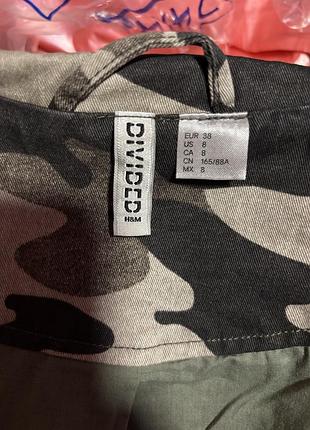 DIVIDED
H&M
EUR 38
US 8
CA 8
CN 165/88A
MX 8